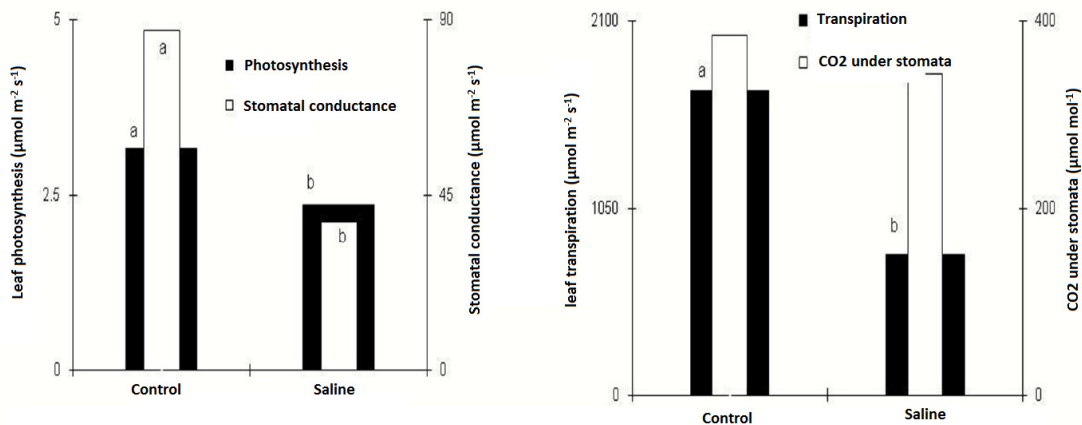 5
2.5
0
Leaf photosynthesis (µmol m⁻² s⁻¹)
a
a
b
b
Photosynthesis
Stomatal conductance
90
45
0
Stomatal conductance (µmol m⁻² s⁻¹)
Control
Saline
2100
1050
0
leaf transpiration (µmol m⁻² s⁻¹)
a
b
Transpiration
CO2 under stomata
400
200
0
CO2 under stomata (µmol mol⁻¹)
Control
Saline